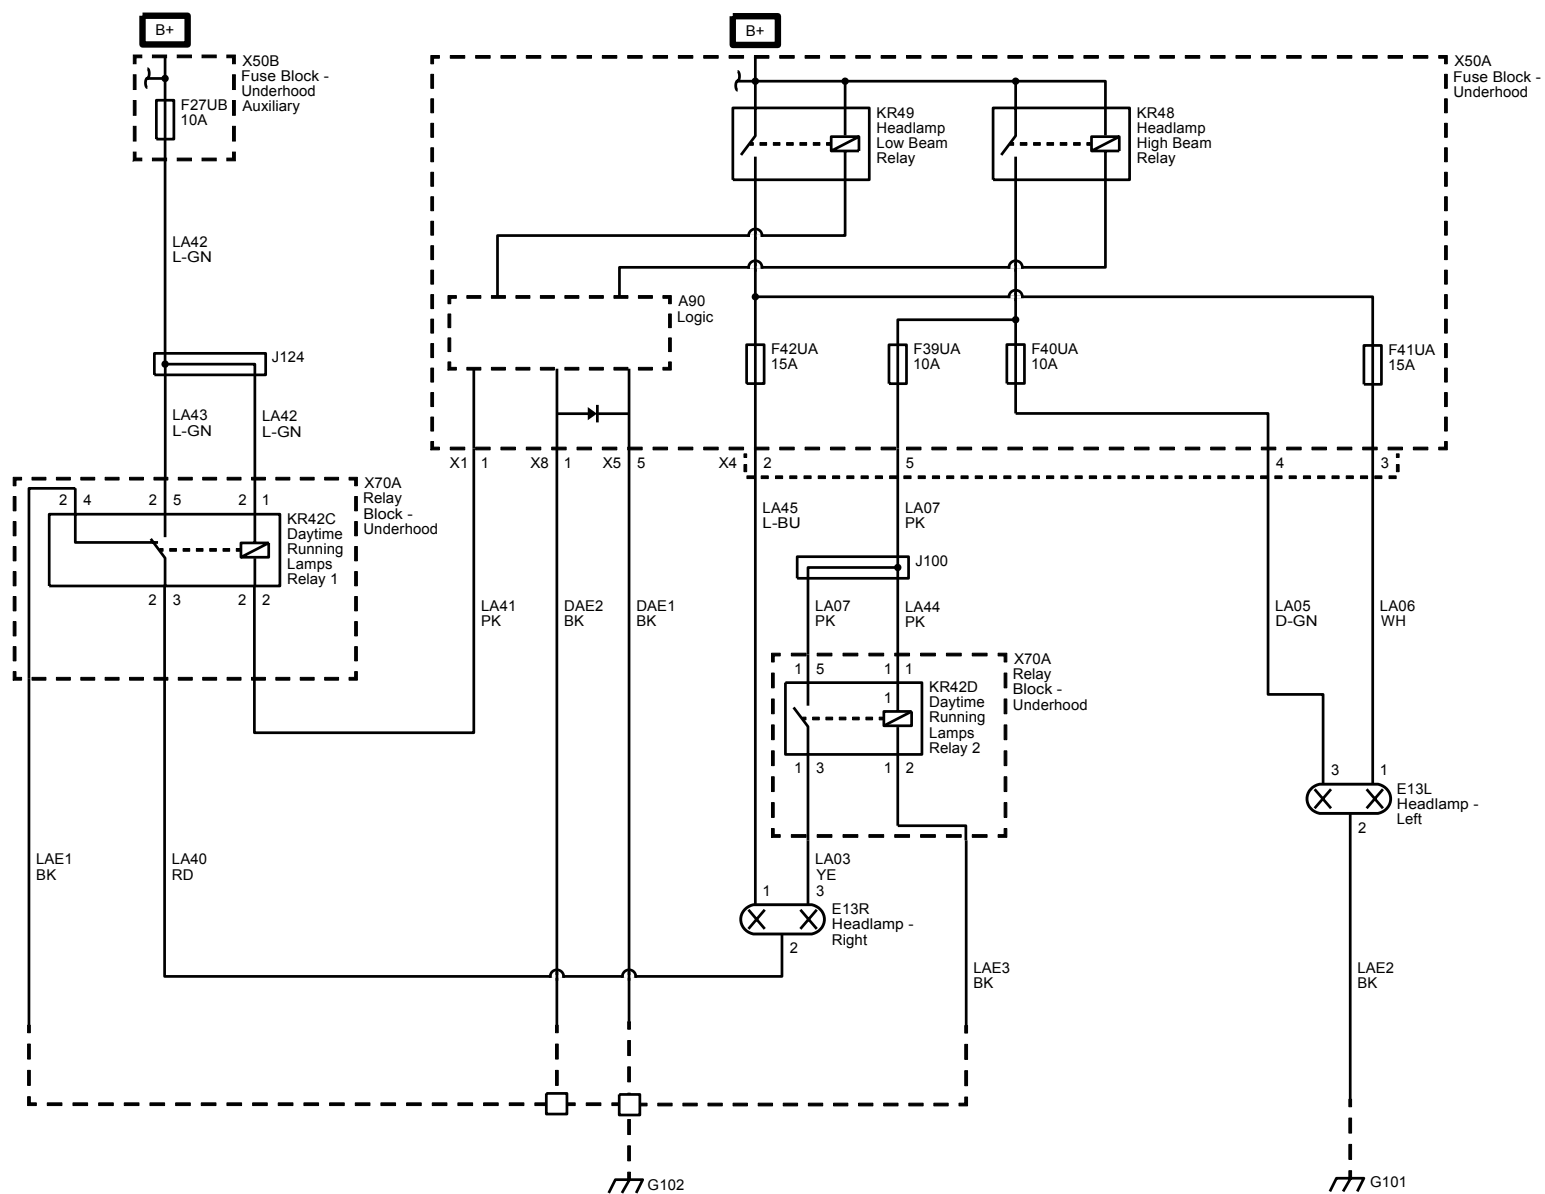 B+
B+
X50B
Fuse Block -
Underhood
Auxiliary
F27UB
10A
X50A
Fuse Block -
Underhood
KR49
Headlamp
Low Beam
Relay
KR48
Headlamp
High Beam
Relay
LA42
L-GN
A90
Logic
J124
F42UA
15A
F39UA
10A
F40UA
10A
F41UA
15A
LA43
L-GN
LA42
L-GN
X1 1
X8 1
X5 5
X4 2
5
4
3
X70A
Relay
Block -
Underhood
2 4
2 5
2 1
KR42C
Daytime
Running
Lamps
Relay 1
2 3
2 2
LA45
L-BU
LA07
PK
J100
LA41
PK
DAE2
BK
DAE1
BK
LA07
PK
LA44
PK
LA05
D-GN
LA06
WH
X70A
Relay
Block -
Underhood
1 5
1 1
1
KR42D
Daytime
Running
Lamps
Relay 2
1 3
1 2
3
1
E13L
Headlamp -
Left
2
LAE1
BK
LA40
RD
LA03
YE
1
3
E13R
Headlamp -
Right
2
LAE3
BK
LAE2
BK
G102
G101